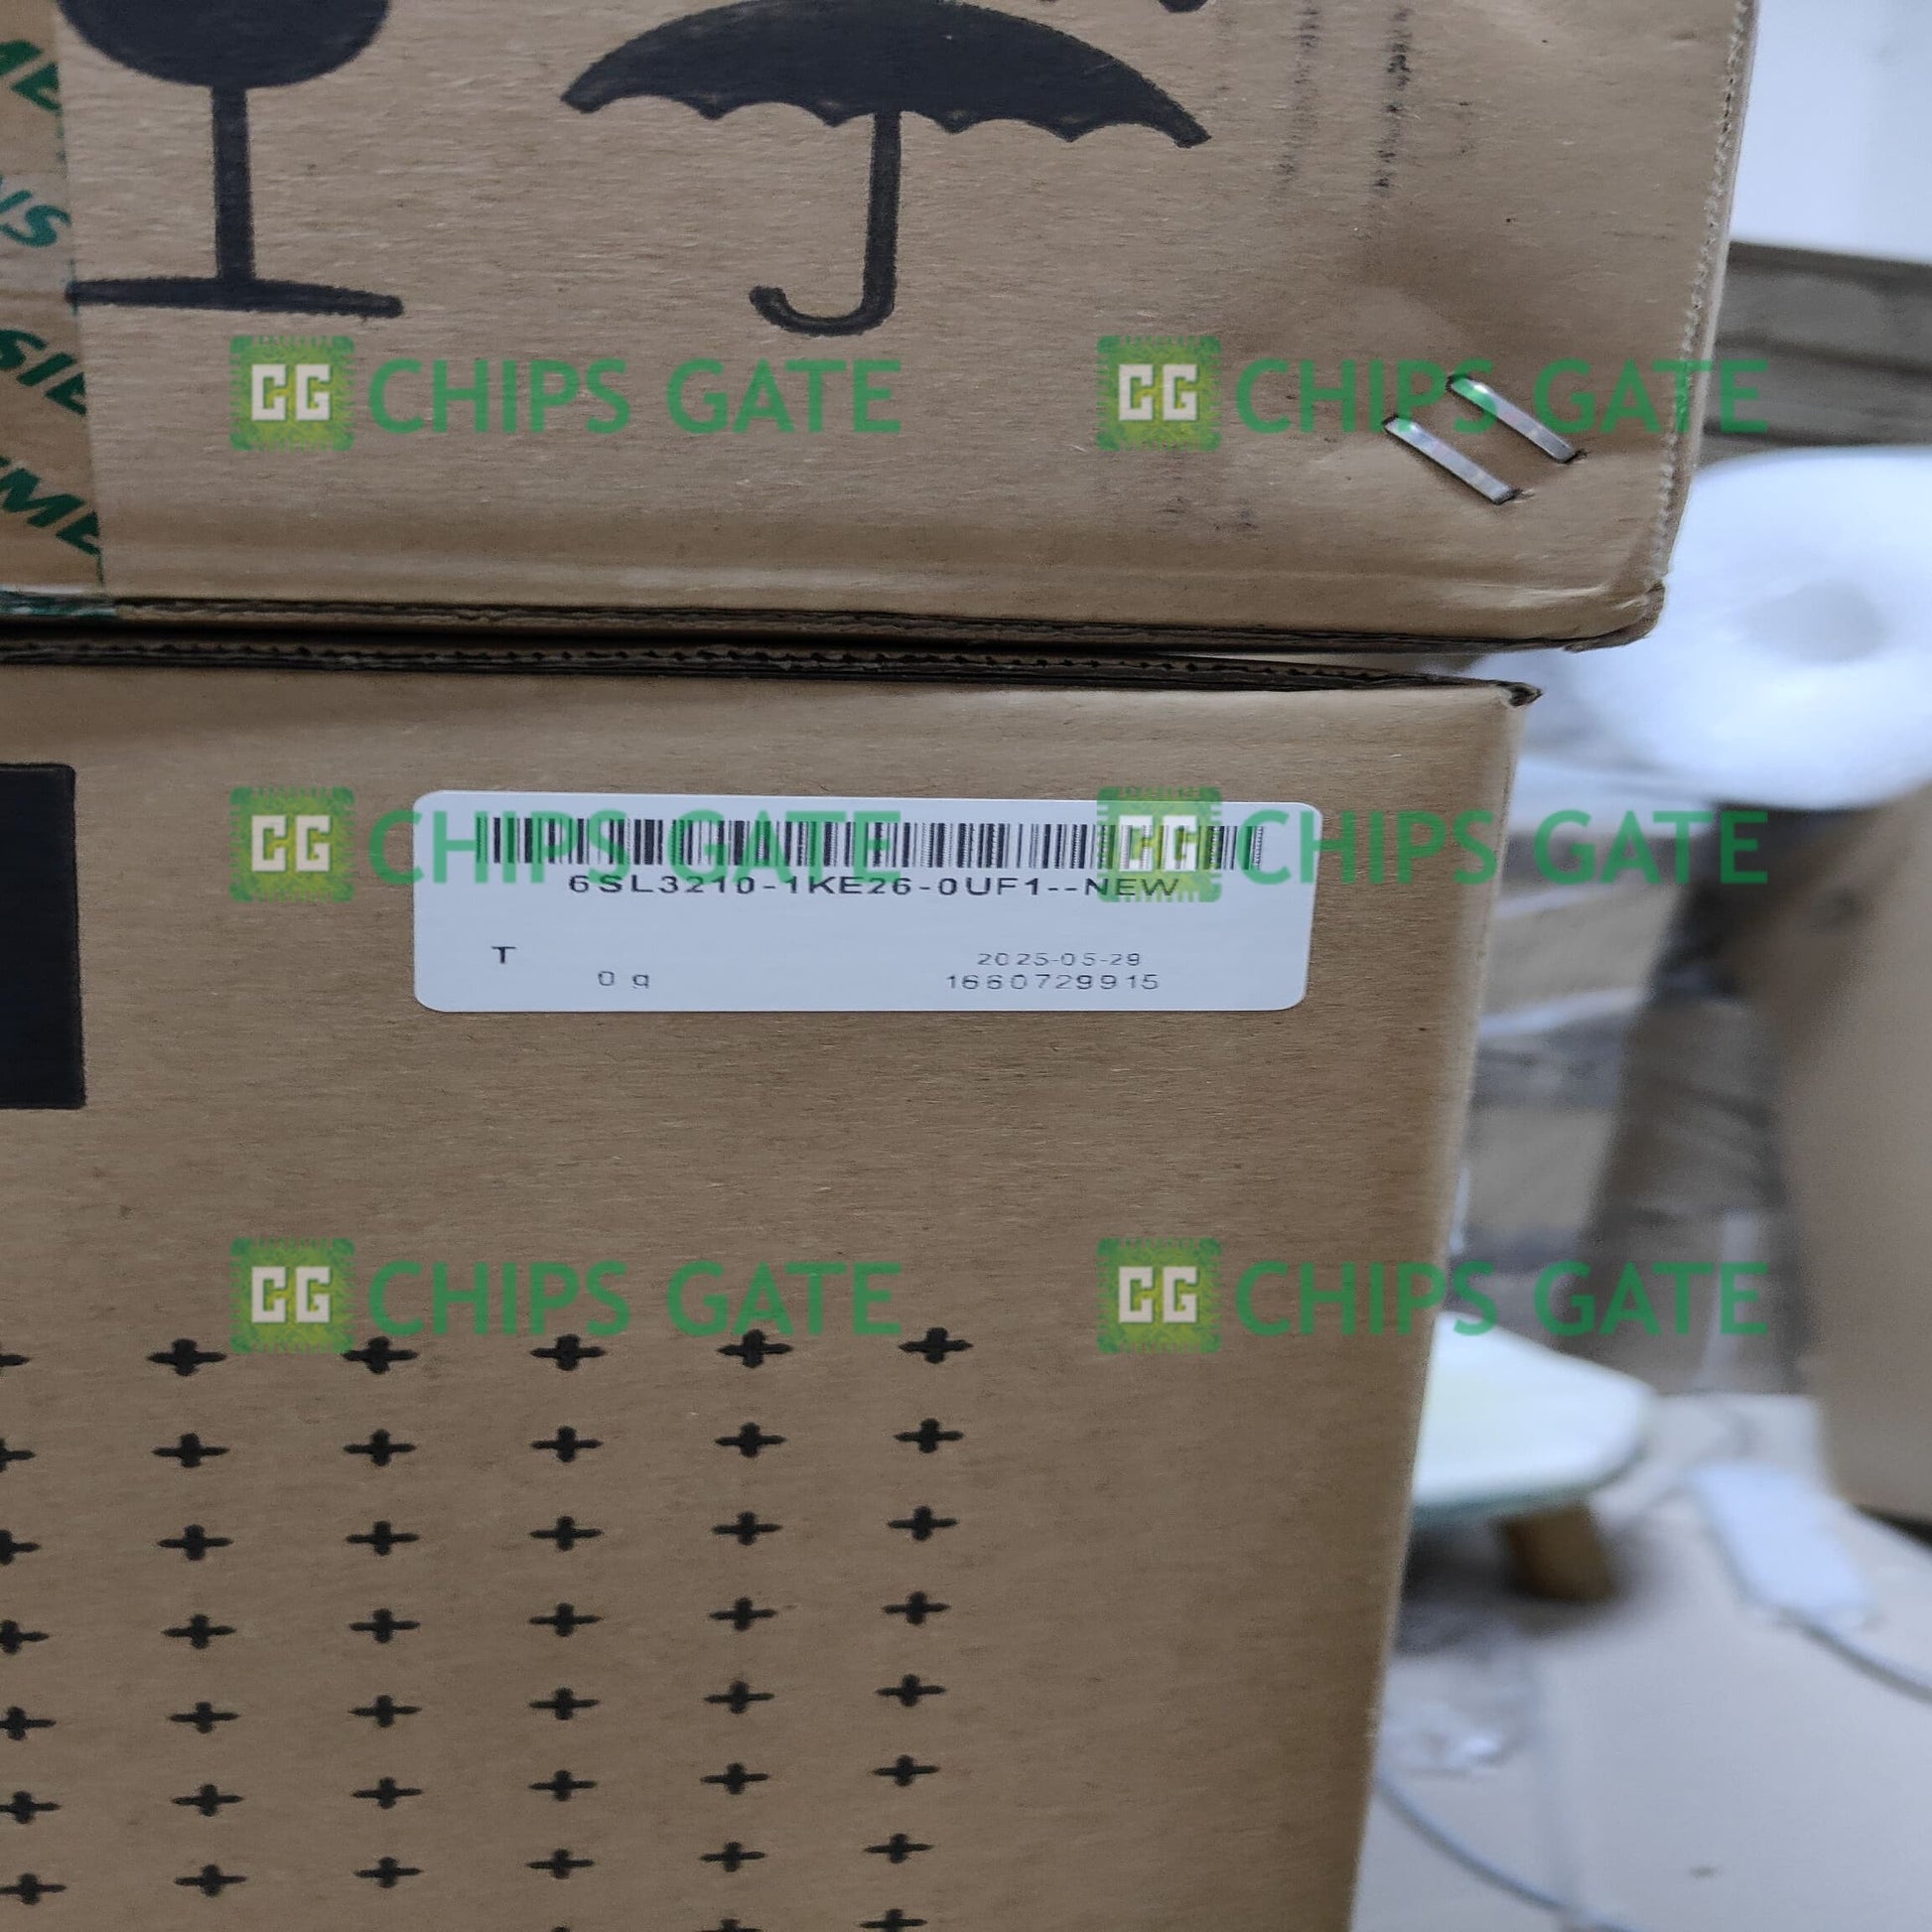 CG CHIPS GATE CG CHIPS GATE
CG CHIPS GATE CG CHIPS GATE
6SL3210-1KE26-0UF1--NEW
T 2025-05-29
0 g 1660729915
CG CHIPS GATE CG CHIPS GATE